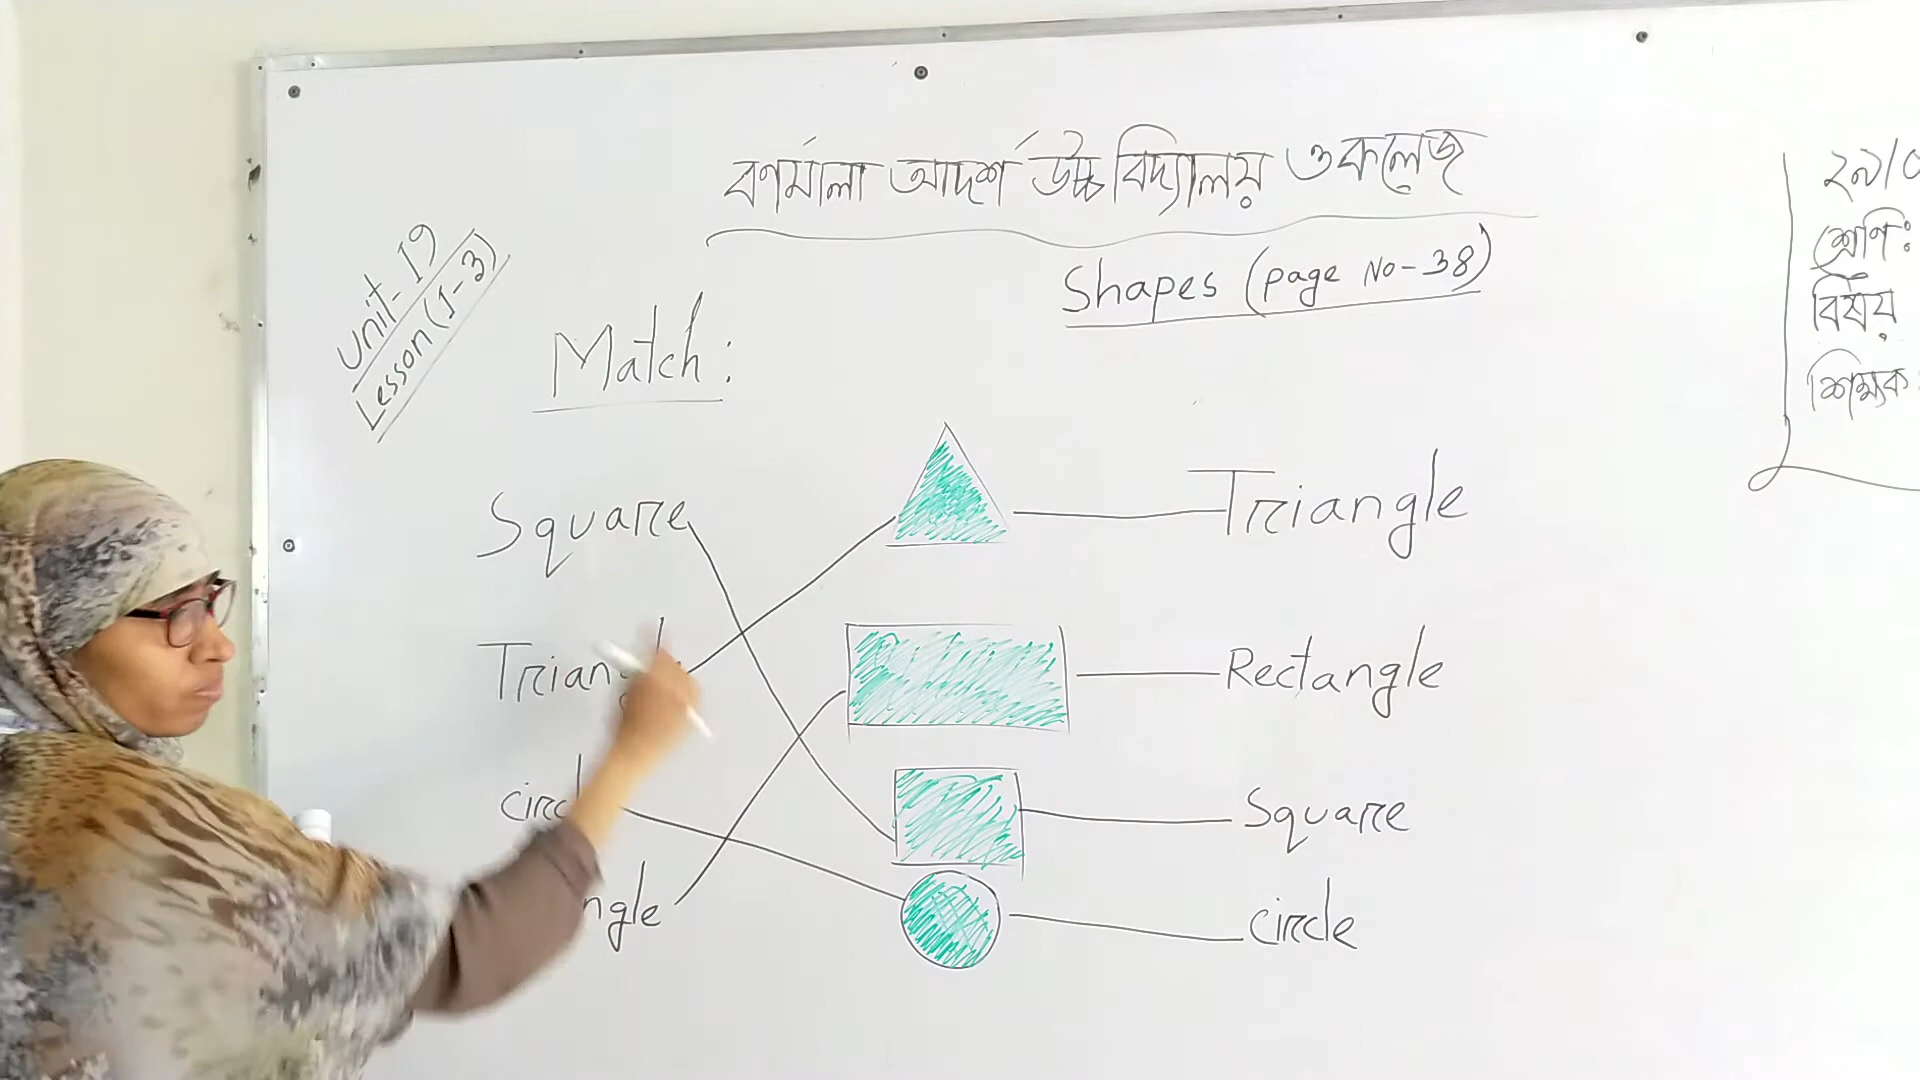 বর্ণমালা আদর্শ উচ্চ বিদ্যালয় ও কলেজ
Unit-19
Lesson (1-3)
Shapes (page No-38)
Match:
Square
Triangle
Triangle
Rectangle
circle
Square
circle
শ্রেণি:
বিষয়
শিক্ষক